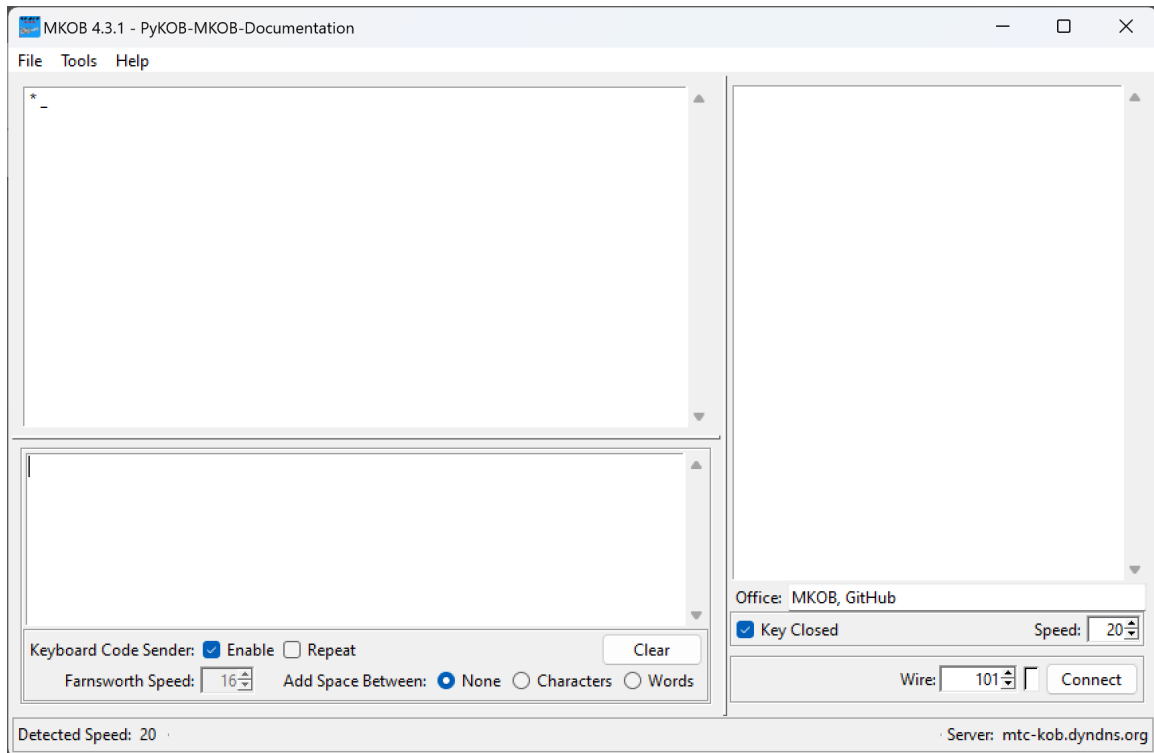 MKOB 4.3.1 - PyKOB-MKOB-Documentation
File Tools Help
*_
Office: MKOB, GitHub
Key Closed Speed: 20
Keyboard Code Sender: Enable Repeat Clear
Farnsworth Speed: 16 Add Space Between: None Characters Words
Wire: 101 Connect
Detected Speed: 20 Server: mtc-kob.dyndns.org